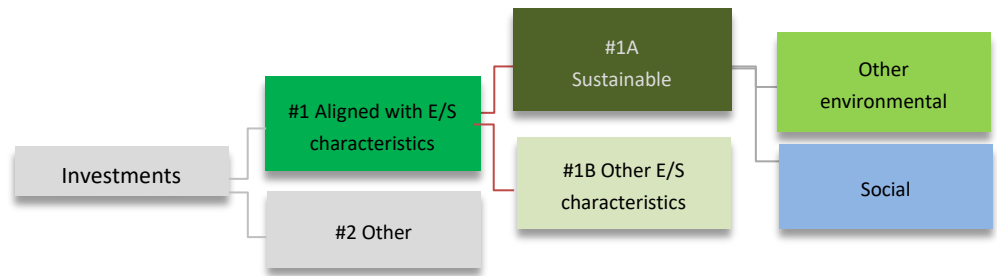 Investments
#1 Aligned with E/S
characteristics
#2 Other
#1A
Sustainable
#1B Other E/S
characteristics
Other
environmental
Social